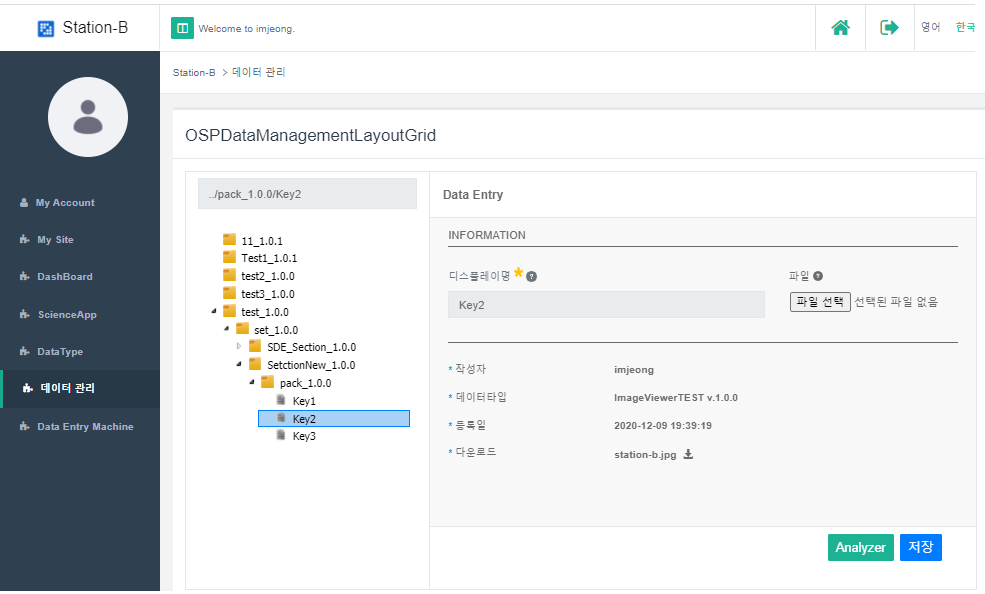 Station-B
Welcome to imjeong.
영어 한국
Station-B > 데이터 관리
My Account
My Site
DashBoard
ScienceApp
DataType
데이터 관리
Data Entry Machine
OSPDataManagementLayoutGrid
../pack_1.0.0/Key2
11_1.0.1
Test1_1.0.1
test2_1.0.0
test3_1.0.0
test_1.0.0
set_1.0.0
SDE_Section_1.0.0
SetctionNew_1.0.0
pack_1.0.0
Key1
Key2
Key3
Data Entry
INFORMATION
디스플레이명 파일
Key2 파일 선택 선택된 파일 없음
* 작성자 imjeong
* 데이터타입 ImageViewerTEST v.1.0.0
* 등록일 2020-12-09 19:39:19
* 다운로드 station-b.jpg
Analyzer 저장